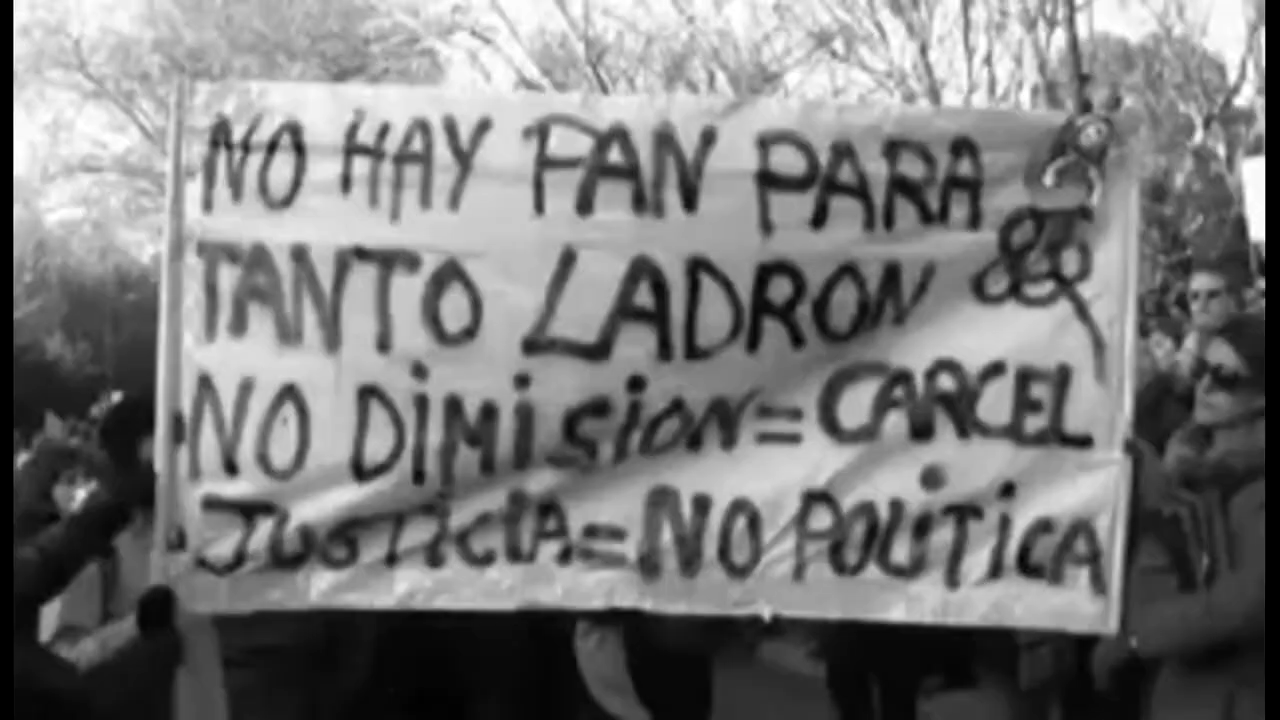 NO HAY PAN PARA
TANTO LADRON
NO DIMISION = CARCEL
JUSTICIA = NO POLITICA